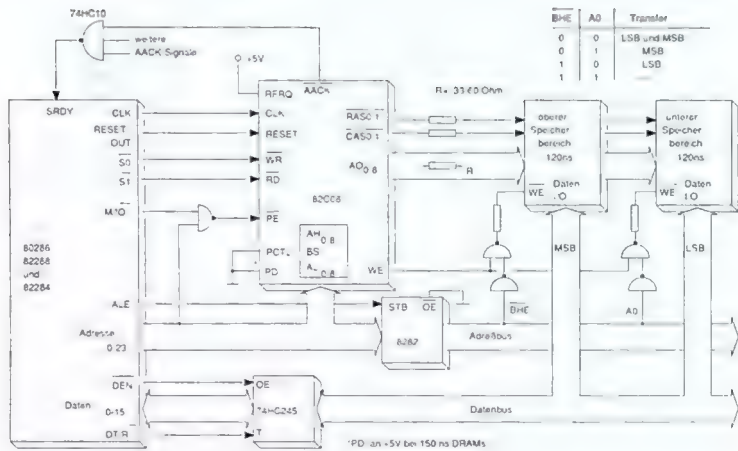 74HC10
weitere
AACK Signale
+5V
BHE A0 Transfer
0 0 LSB und MSB
0 1 MSB
1 0 LSB
1 1 —
SRDY
CLK
RESET
OUT
S0
S1
M/IO
80286
82288
und
82284
ALE
Adresse
0-23
DEN
Daten 0-15
DT/R
RFRQ AACK
CLK
RESET
WR
RD
PE
PCTL
PD
RAS0,1
CAS0,1
AO0-8
82C08
AH0-8
BS
AL0-8
WE
R
oberer
Speicher
bereich
120ns
Daten
WE I/O
unterer
Speicher
bereich
120ns
Daten
WE I/O
MSB
LSB
STB OE
8282
BHE
A0
Adreßbus
OE
74HC245
T
Datenbus
*PD an +5V bei 150 ns DRAMs